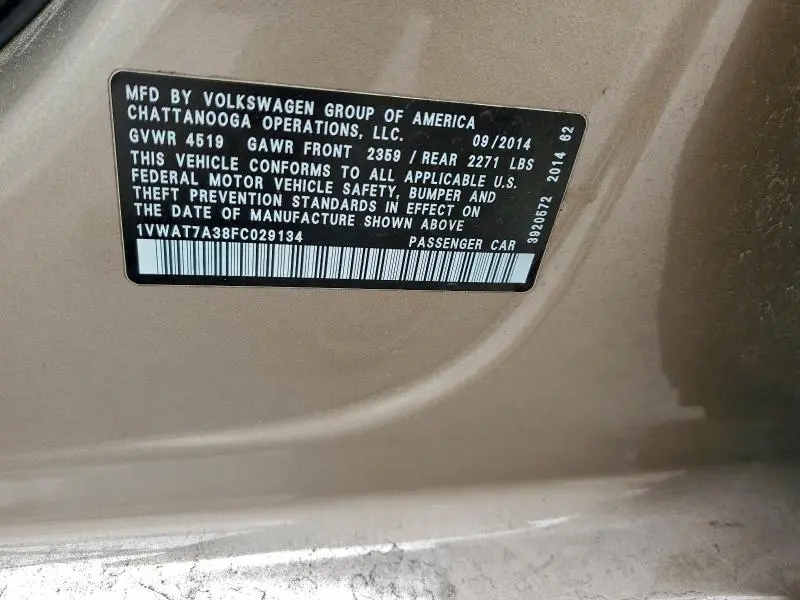 MFD BY VOLKSWAGEN GROUP OF AMERICA
CHATTANOOGA OPERATIONS, LLC. 09/2014
GVWR 4519 GAWR FRONT 2359 / REAR 2271 LBS
THIS VEHICLE CONFORMS TO ALL APPLICABLE U.S.
FEDERAL MOTOR VEHICLE SAFETY, BUMPER AND
THEFT PREVENTION STANDARDS IN EFFECT ON
THE DATE OF MANUFACTURE SHOWN ABOVE
1VWAT7A38FC029134 PASSENGER CAR
3920672 2014 62